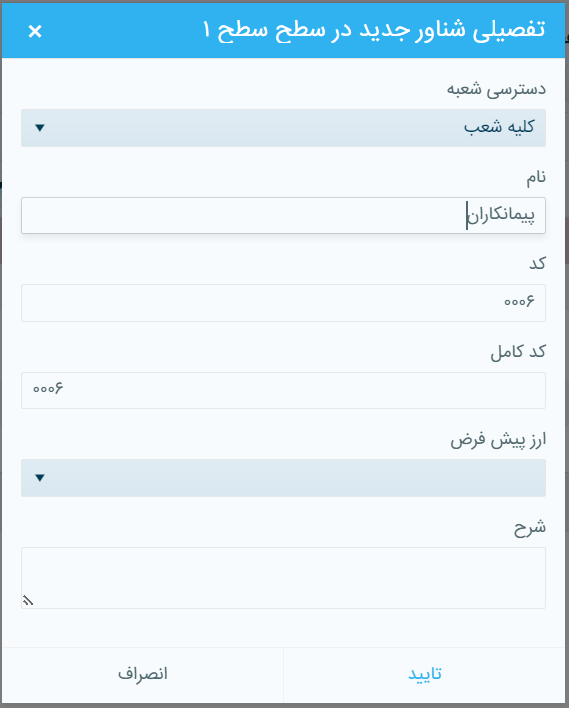 تفصیلی شناور جدید در سطح سطح ۱
دسترسی شعبه
کلیه شعب
نام
پیمانکاران
کد
۰۰۰۶
کد کامل
۰۰۰۶
ارز پیش فرض
شرح
تایید
انصراف